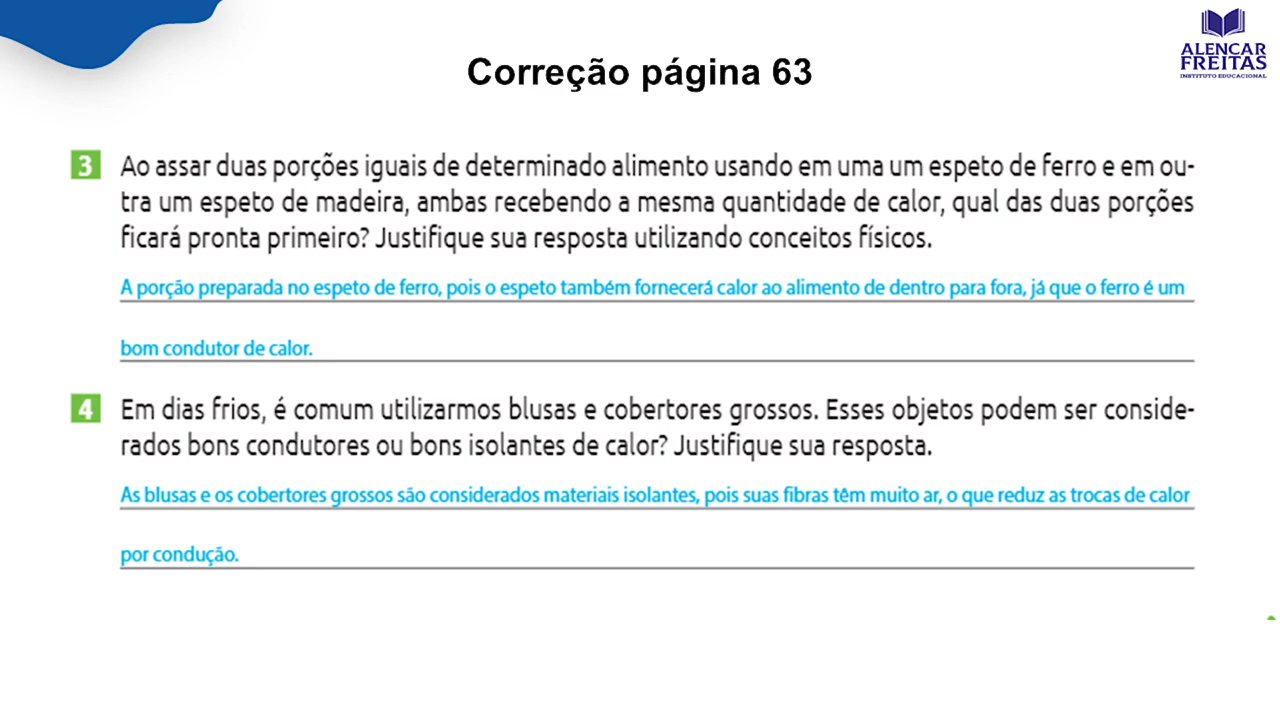 ALENCAR
FREITAS
INSTITUTO EDUCACIONAL
Correção página 63
3 Ao assar duas porções iguais de determinado alimento usando em uma um espeto de ferro e em ou-
tra um espeto de madeira, ambas recebendo a mesma quantidade de calor, qual das duas porções
ficará pronta primeiro? Justifique sua resposta utilizando conceitos físicos.
A porção preparada no espeto de ferro, pois o espeto também fornecerá calor ao alimento de dentro para fora, já que o ferro é um
bom condutor de calor.
4 Em dias frios, é comum utilizarmos blusas e cobertores grossos. Esses objetos podem ser conside-
rados bons condutores ou bons isolantes de calor? Justifique sua resposta.
As blusas e os cobertores grossos são considerados materiais isolantes, pois suas fibras têm muito ar, o que reduz as trocas de calor
por condução.